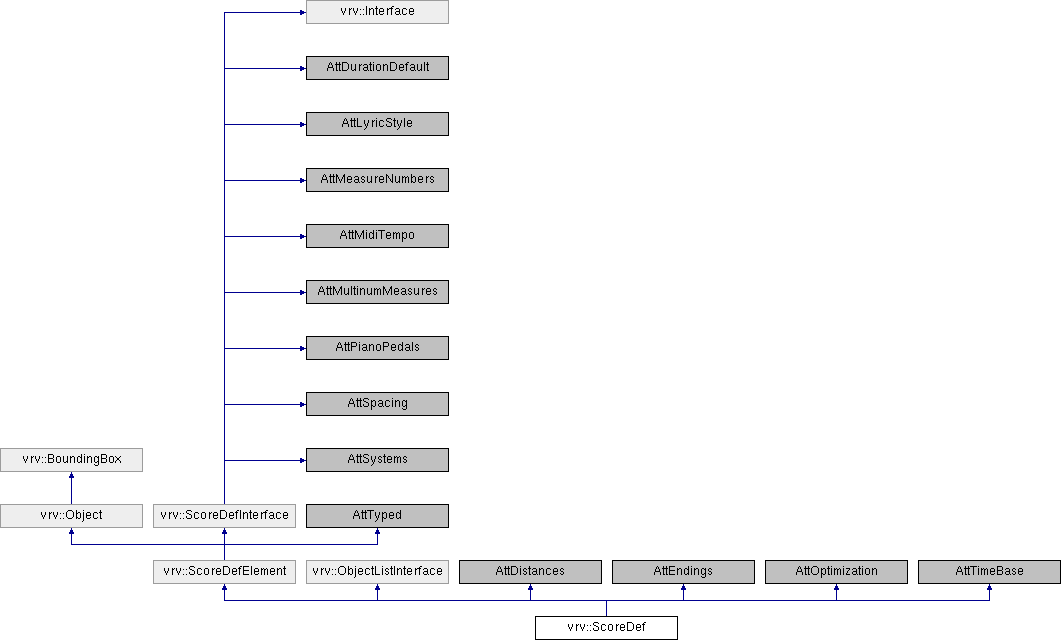 vrv::Interface
AttDurationDefault
AttLyricStyle
AttMeasureNumbers
AttMidiTempo
AttMultinumMeasures
AttPianoPedals
AttSpacing
vrv::BoundingBox
AttSystems
vrv::Object
vrv::ScoreDefInterface
AttTyped
vrv::ScoreDefElement
vrv::ObjectListInterface
AttDistances
AttEndings
AttOptimization
AttTimeBase
vrv::ScoreDef